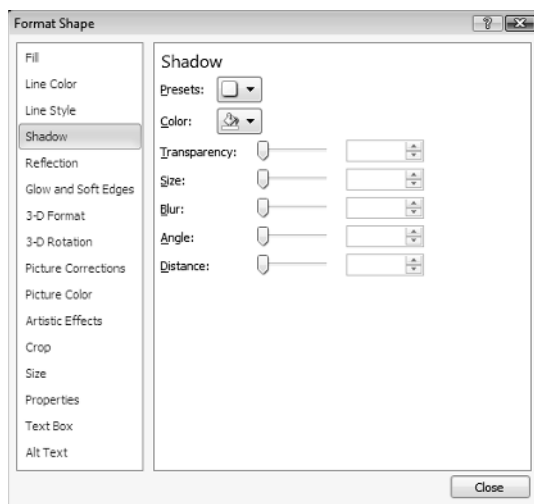 Format Shape
Fill
Line Color
Line Style
Shadow
Reflection
Glow and Soft Edges
3-D Format
3-D Rotation
Picture Corrections
Picture Color
Artistic Effects
Crop
Size
Properties
Text Box
Alt Text
Shadow
Presets:
Color:
Transparency:
Size:
Blur:
Angle:
Distance:
Close